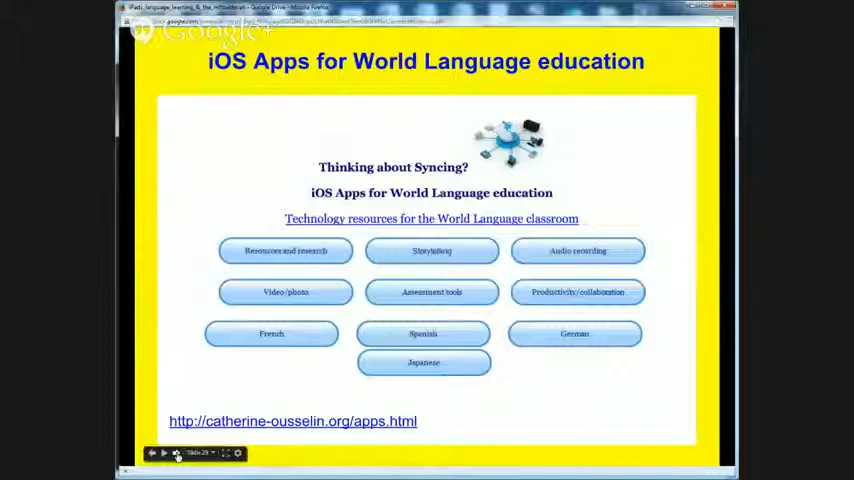 Google+
iOS Apps for World Language education
Thinking about Syncing?
iOS Apps for World Language education
Technology resources for the World Language classroom
Resources and research
Storytelling
Audio recording
Video/photo
Assessment tools
Productivity/collaboration
French
Spanish
German
Japanese
http://catherine-ousselin.org/apps.html